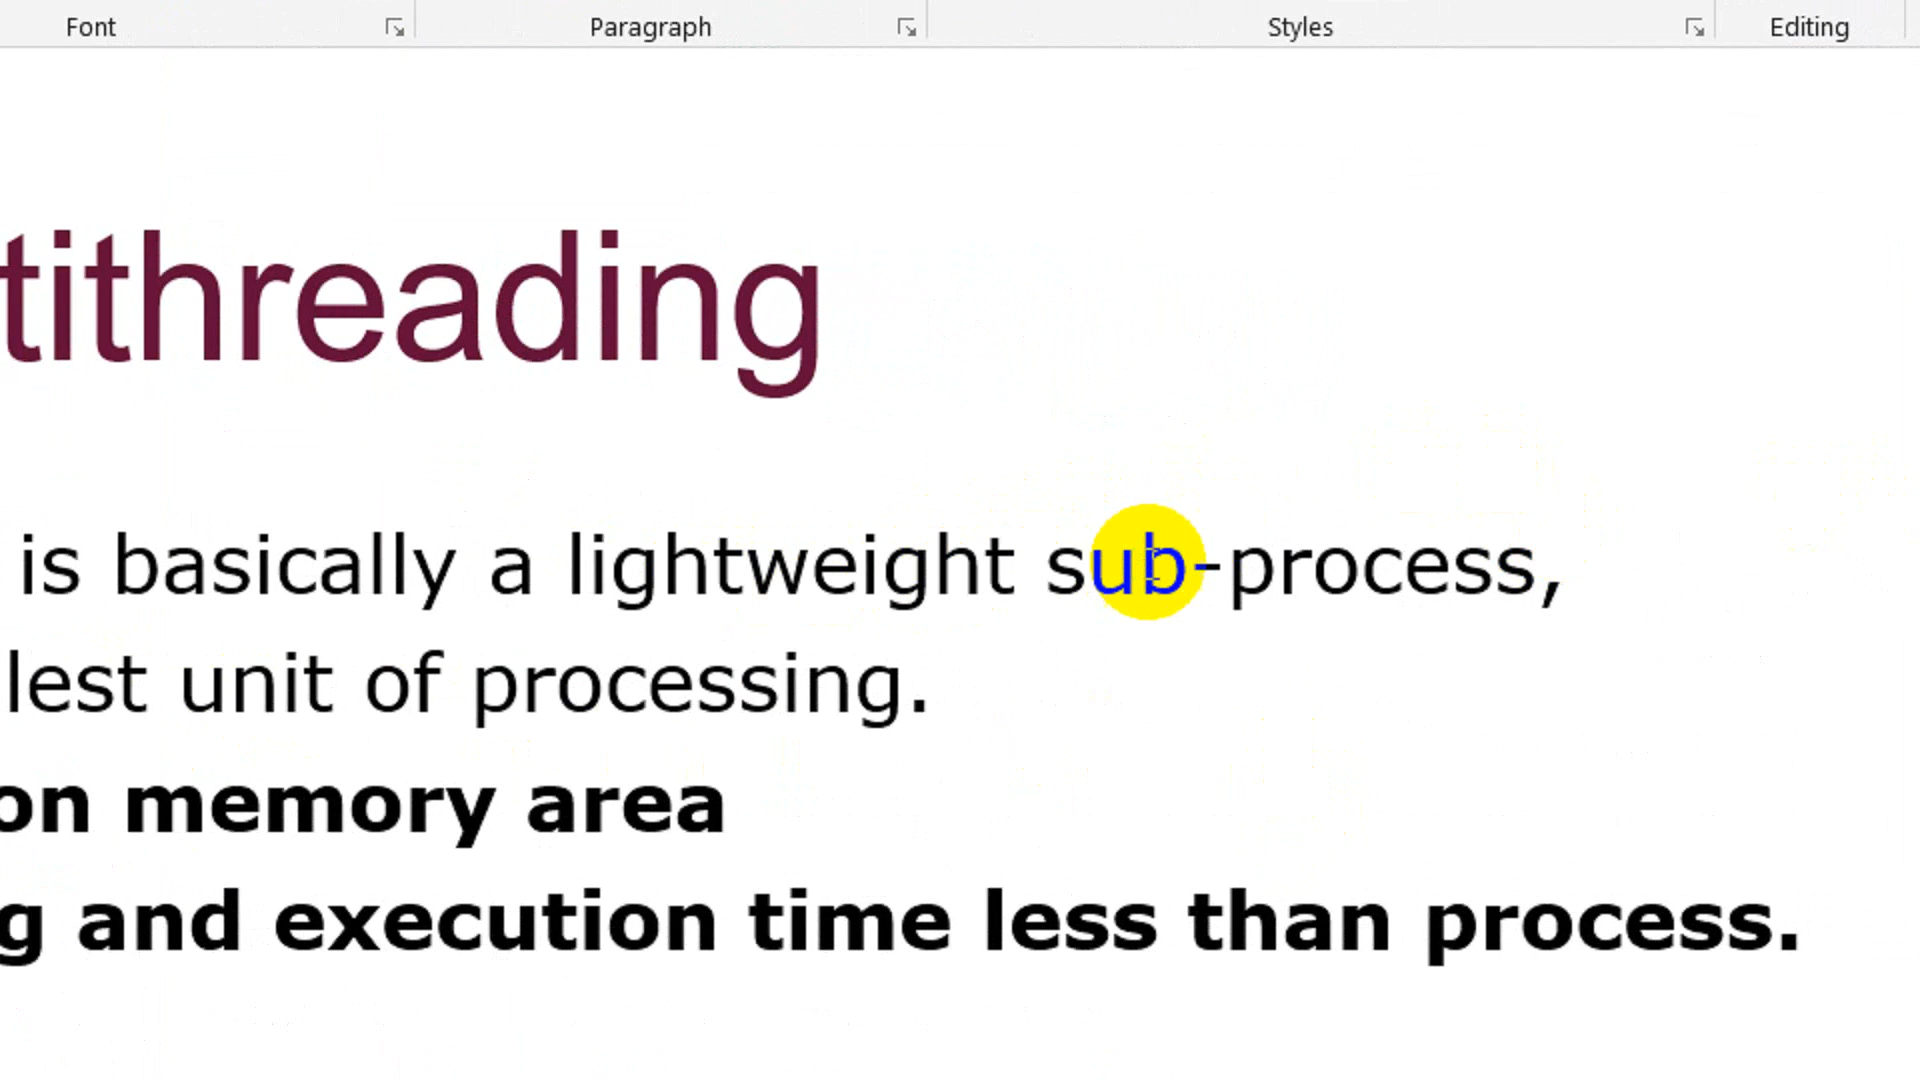 Font Paragraph Styles Editing
tithreading
is basically a lightweight sub-process,
lest unit of processing.
on memory area
g and execution time less than process.